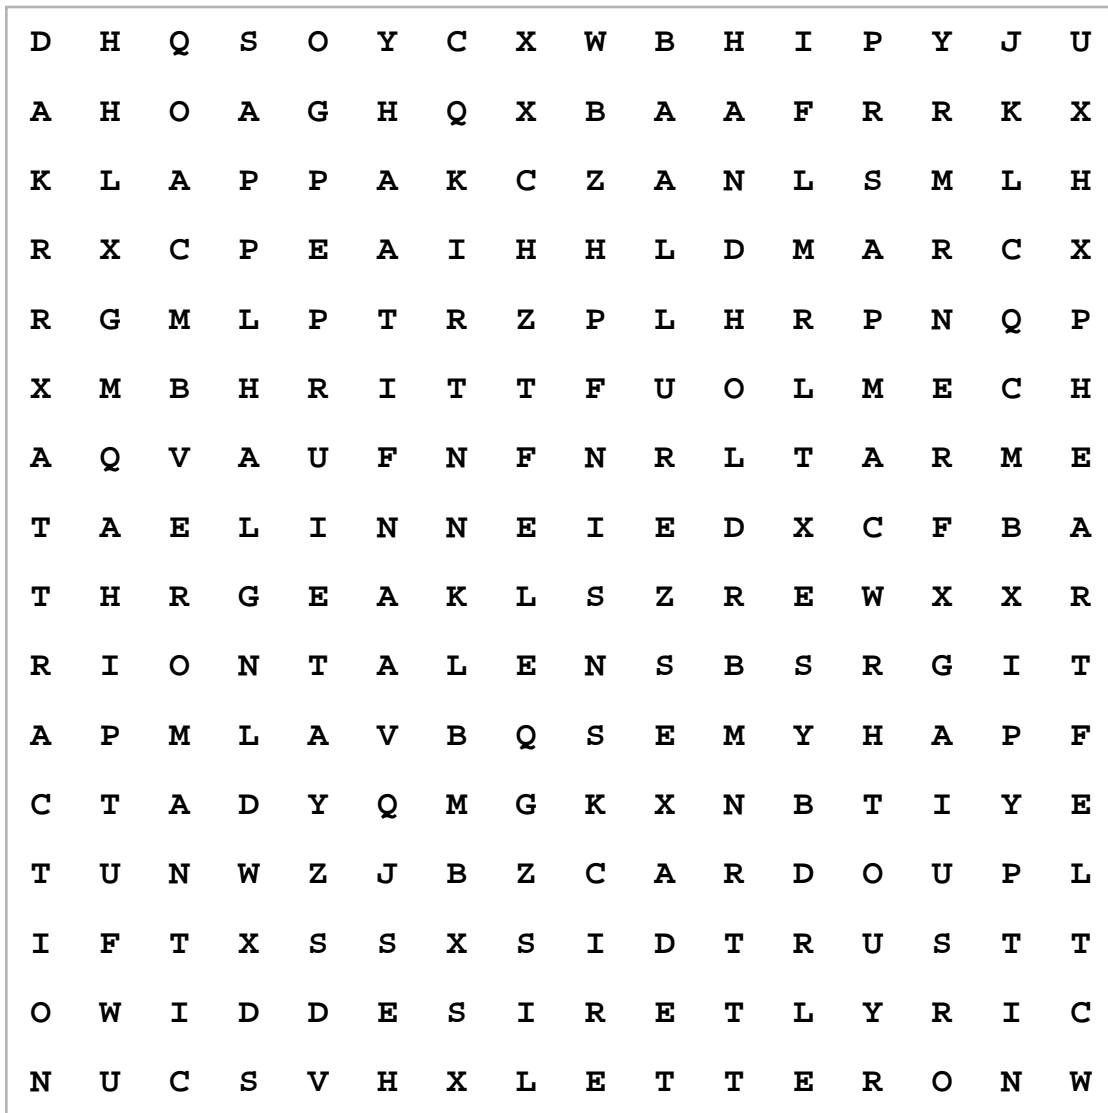 D H Q S O Y C X W B H I P Y J U
A H O A G H Q X B A A F R R K X
K L A P P A K C Z A N L S M L H
R X C P E A I H H L D M A R C X
R G M L P T R Z P L H R P N Q P
X M B H R I T T F U O L M E C H
A Q V A U F N F N R L T A R M E
T A E L I N N E I E D X C F B A
T H R G E A K L S Z R E W X X R
R I O N T A L E N S B S R G I T
A P M L A V B Q S E M Y H A P F
C T A D Y Q M G K X N B T I Y E
T U N W Z J B Z C A R D O U P L
I F T X S S X S I D T R U S T T
O W I D D E S I R E T L Y R I C
N U C S V H X L E T T E R O N W